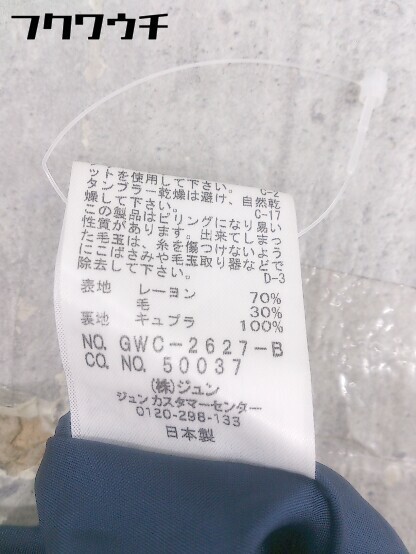 フクワウチ
ットを使用して下さい。 C-2
タンブラー乾燥は避け、自然乾
燥して下さい。 C-17
この製品はピリングになり易い
性質があります。出来てしまっ
た毛玉は、糸を傷つけないよう
ににこばさみや毛玉取り器などで
除去して下さい。 D-3
表地 レーヨン 70%
毛 30%
裏地 キュプラ 100%
NO. GWC-2627-B
CO. NO. 50037
(株)ジュン
ジュン カスタマーセンター
0120-298-133
日本製